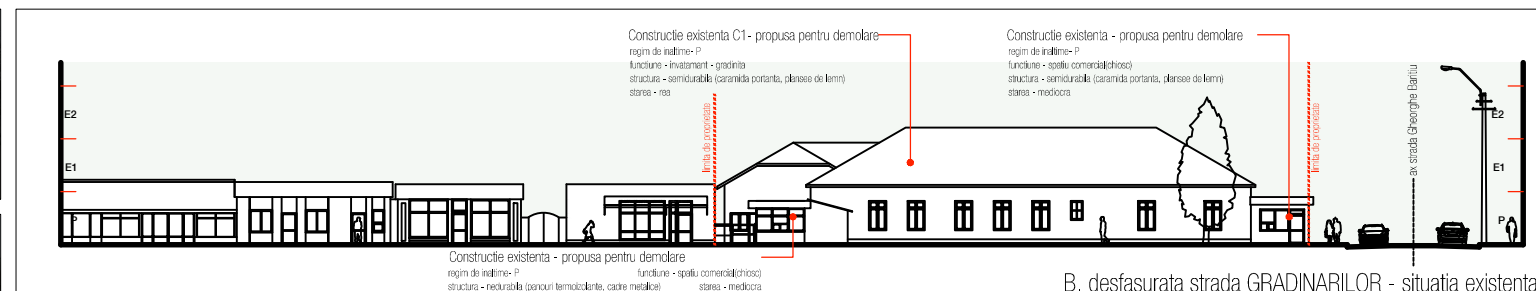 Constructie existenta C1 - propusa pentru demolare
regim de inaltime- P
functiune - invatamant - gradinita
structura - semidurabila (caramida portanta, plansee de lemn)
starea - rea
Constructie existenta - propusa pentru demolare
regim de inaltime- P
functiune - spatiu comercial(chiosc)
structura - semidurabila (caramida portanta, plansee de lemn)
starea - mediocra
E2
E1
P
limita de proprietate
limita de proprietate
ax strada Gheorghe Baritiu
E2
E1
P
Constructie existenta - propusa pentru demolare
regim de inaltime- P functiune - spatiu comercial(chiosc)
structura - nedurabila (panouri termoizolante, cadre metalice) starea - mediocra
B. desfasurata strada GRADINARILOR - situatia existenta